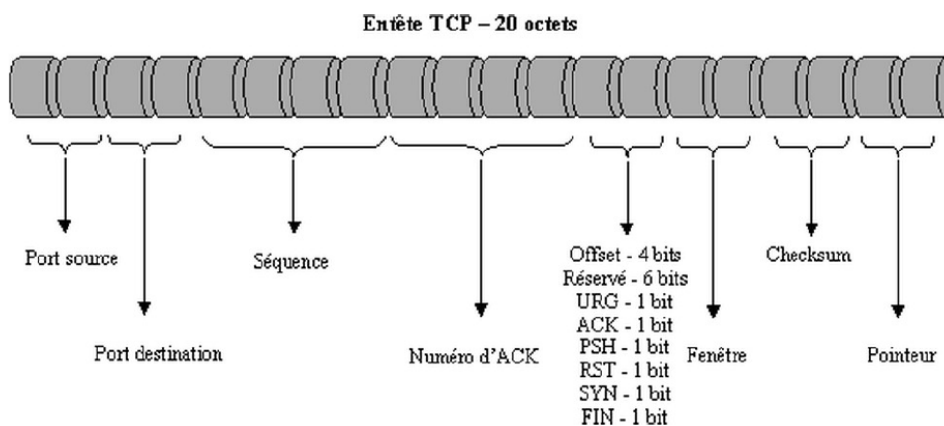 Entête TCP – 20 octets
Port source
Port destination
Séquence
Numéro d'ACK
Offset - 4 bits
Réservé - 6 bits
URG - 1 bit
ACK - 1 bit
PSH - 1 bit
RST - 1 bit
SYN - 1 bit
FIN - 1 bit
Fenêtre
Checksum
Pointeur